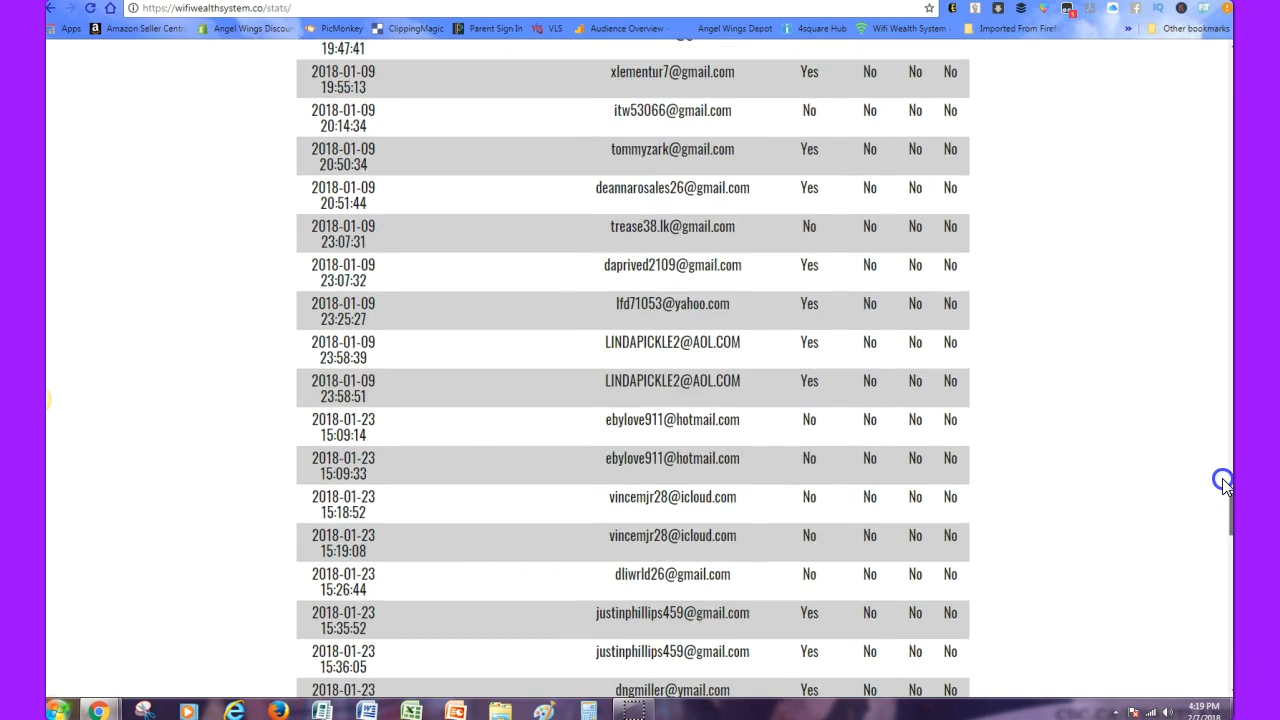 https://wifiwealthsystem.co/stats/
Apps Amazon Seller Centr Angel Wings Discoun PicMonkey ClippingMagic Parent Sign In VLS Audience Overview Angel Wings Depot 4square Hub Wifi Wealth System Imported From Firef » Other bookmarks
19:47:41
2018-01-09 xlementur7@gmail.com Yes No No No
19:55:13
2018-01-09 itw53066@gmail.com No No No No
20:14:34
2018-01-09 tommyzark@gmail.com Yes No No No
20:50:34
2018-01-09 deannarosales26@gmail.com Yes No No No
20:51:44
2018-01-09 trease38.lk@gmail.com No No No No
23:07:31
2018-01-09 daprived2109@gmail.com Yes No No No
23:07:32
2018-01-09 lfd71053@yahoo.com Yes No No No
23:25:27
2018-01-09 LINDAPICKLE2@AOL.COM Yes No No No
23:58:39
2018-01-09 LINDAPICKLE2@AOL.COM Yes No No No
23:58:51
2018-01-23 ebylove911@hotmail.com No No No No
15:09:14
2018-01-23 ebylove911@hotmail.com No No No No
15:09:33
2018-01-23 vincemjr28@icloud.com No No No No
15:18:52
2018-01-23 vincemjr28@icloud.com No No No No
15:19:08
2018-01-23 dliwrld26@gmail.com No No No No
15:26:44
2018-01-23 justinphillips459@gmail.com Yes No No No
15:35:52
2018-01-23 justinphillips459@gmail.com Yes No No No
15:36:05
2018-01-23 dngmiller@ymail.com Yes No No No
4:19 PM
2/7/2018